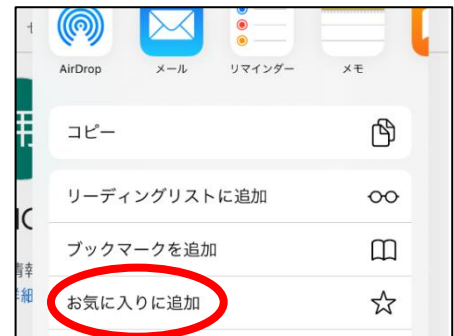 AirDrop メール リマインダー メモ
コピー
リーディングリストに追加
ブックマークを追加
お気に入りに追加